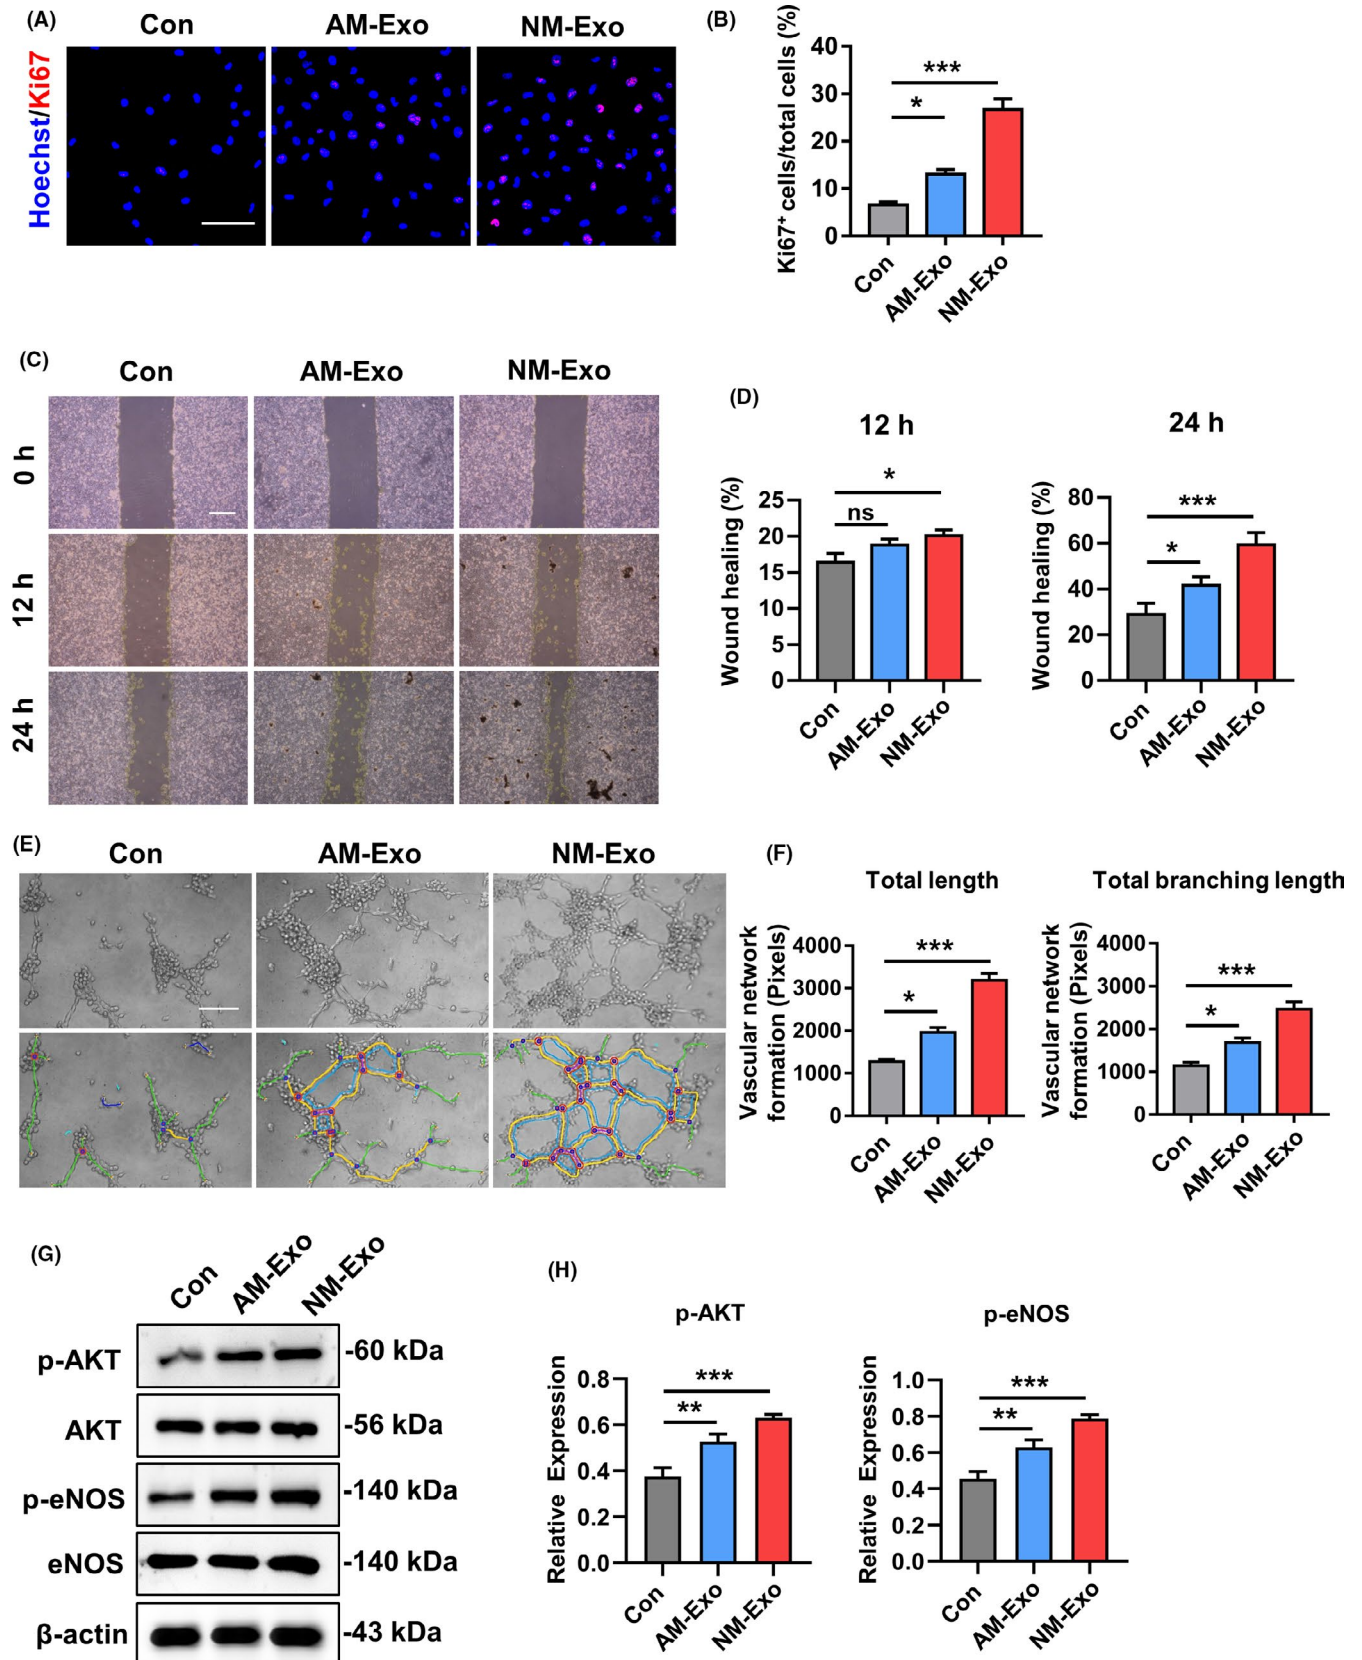 (A)
Con
AM-Exo
NM-Exo
Hoechst/Ki67
(B)
Ki67+ cells/total cells (%)
40
30
20
10
0
***
*
Con
AM-Exo
NM-Exo
(C)
Con
AM-Exo
NM-Exo
0 h
12 h
24 h
(D)
12 h
Wound healing (%)
25
20
15
10
5
0
*
ns
Con
AM-Exo
NM-Exo
24 h
Wound healing (%)
80
60
40
20
0
***
*
Con
AM-Exo
NM-Exo
(E)
Con
AM-Exo
NM-Exo
(F)
Total length
Vascular network
formation (Pixels)
4000
3000
2000
1000
0
***
*
Con
AM-Exo
NM-Exo
Total branching length
Vascular network
formation (Pixels)
4000
3000
2000
1000
0
***
*
Con
AM-Exo
NM-Exo
(G)
Con
AM-Exo
NM-Exo
p-AKT
-60 kDa
AKT
-56 kDa
p-eNOS
-140 kDa
eNOS
-140 kDa
β-actin
-43 kDa
(H)
p-AKT
Relative Expression
0.8
0.6
0.4
0.2
0.0
***
**
Con
AM-Exo
NM-Exo
p-eNOS
Relative Expression
1.0
0.8
0.6
0.4
0.2
0.0
***
**
Con
AM-Exo
NM-Exo